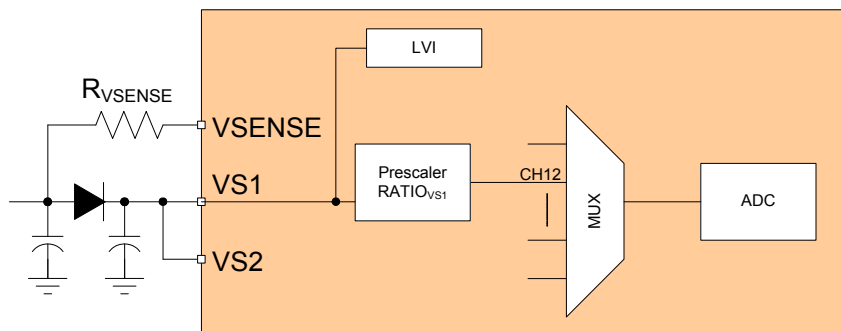 LVI
RVSENSE
VSENSE
VS1
Prescaler
RATIOVS1
CH12
MUX
ADC
VS2